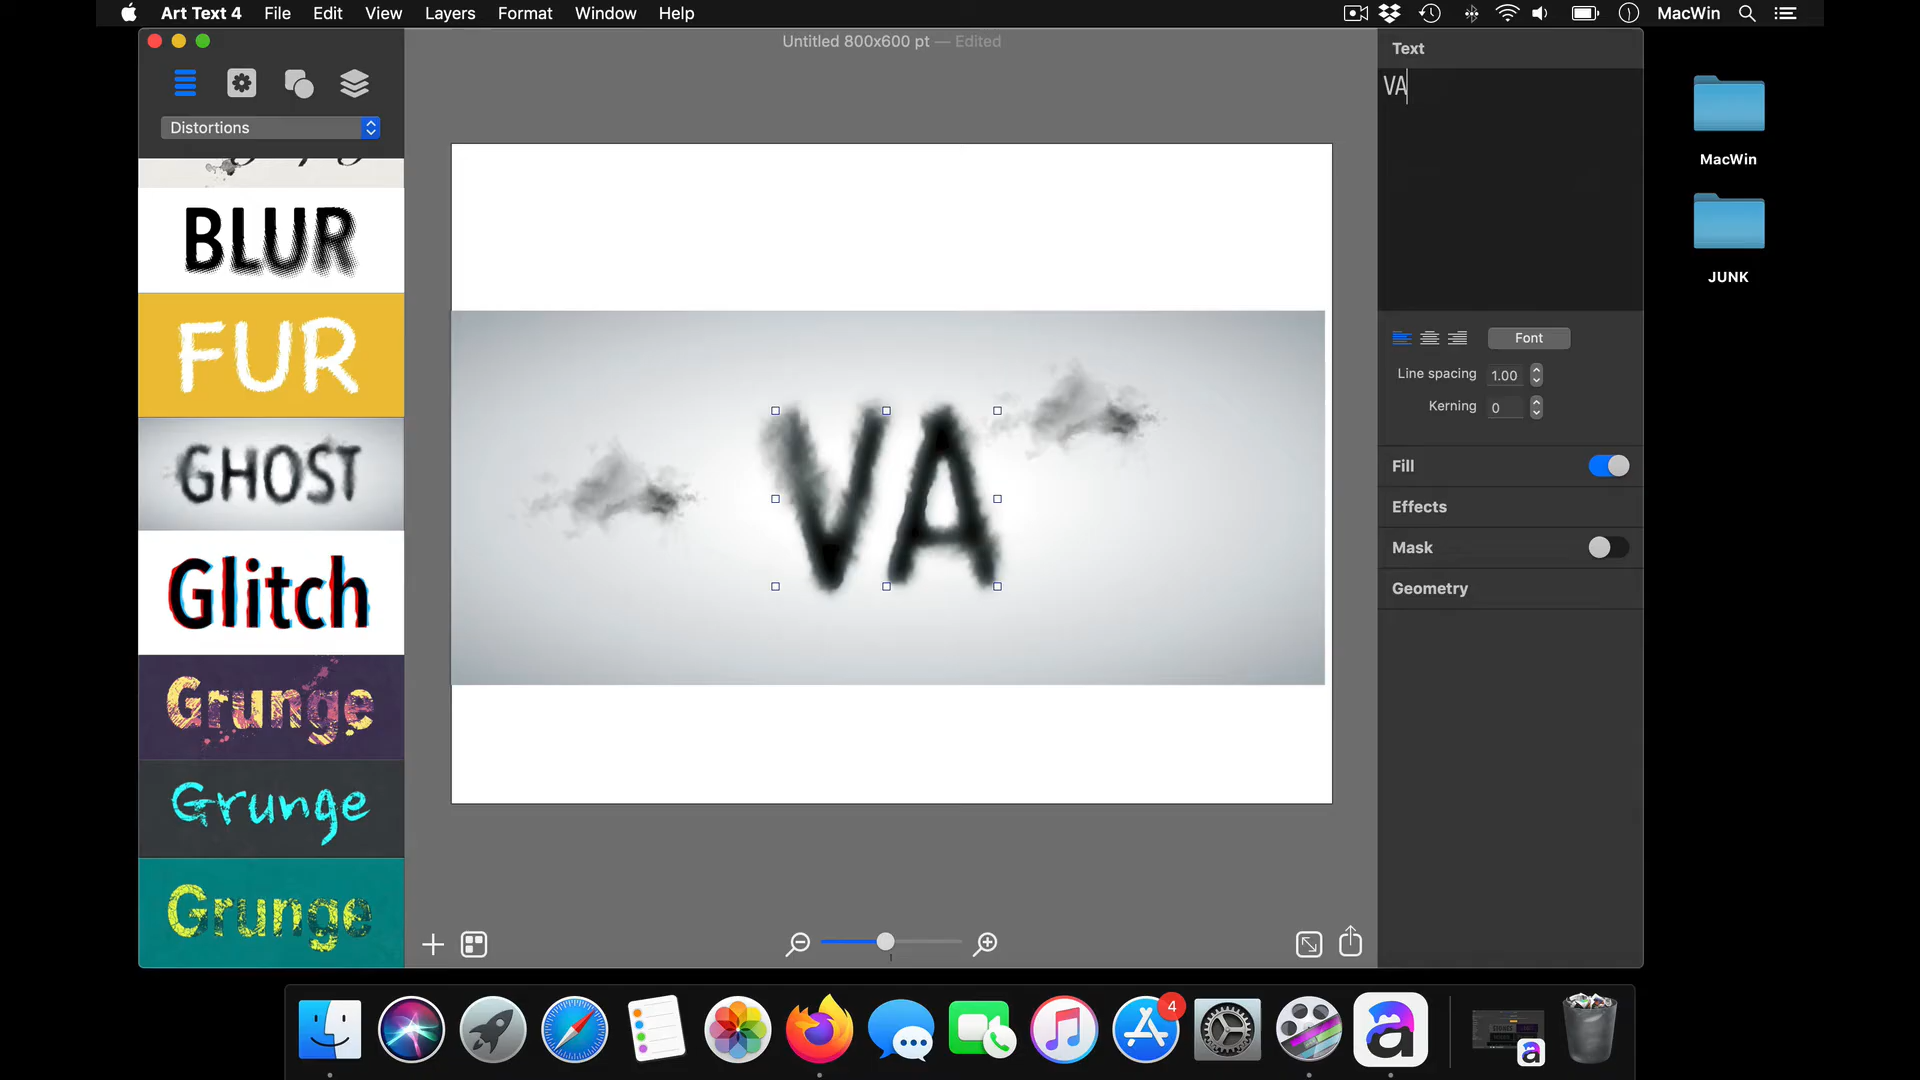 Art Text 4 File Edit View Layers Format Window Help MacWin
Untitled 800x600 pt — Edited
Distortions
BLUR
FUR
GHOST
Glitch
Grunge
Grunge
Grunge
VA
Text
VA
Font
Line spacing 1.00
Kerning 0
Fill
Effects
Mask
Geometry
MacWin
JUNK
4